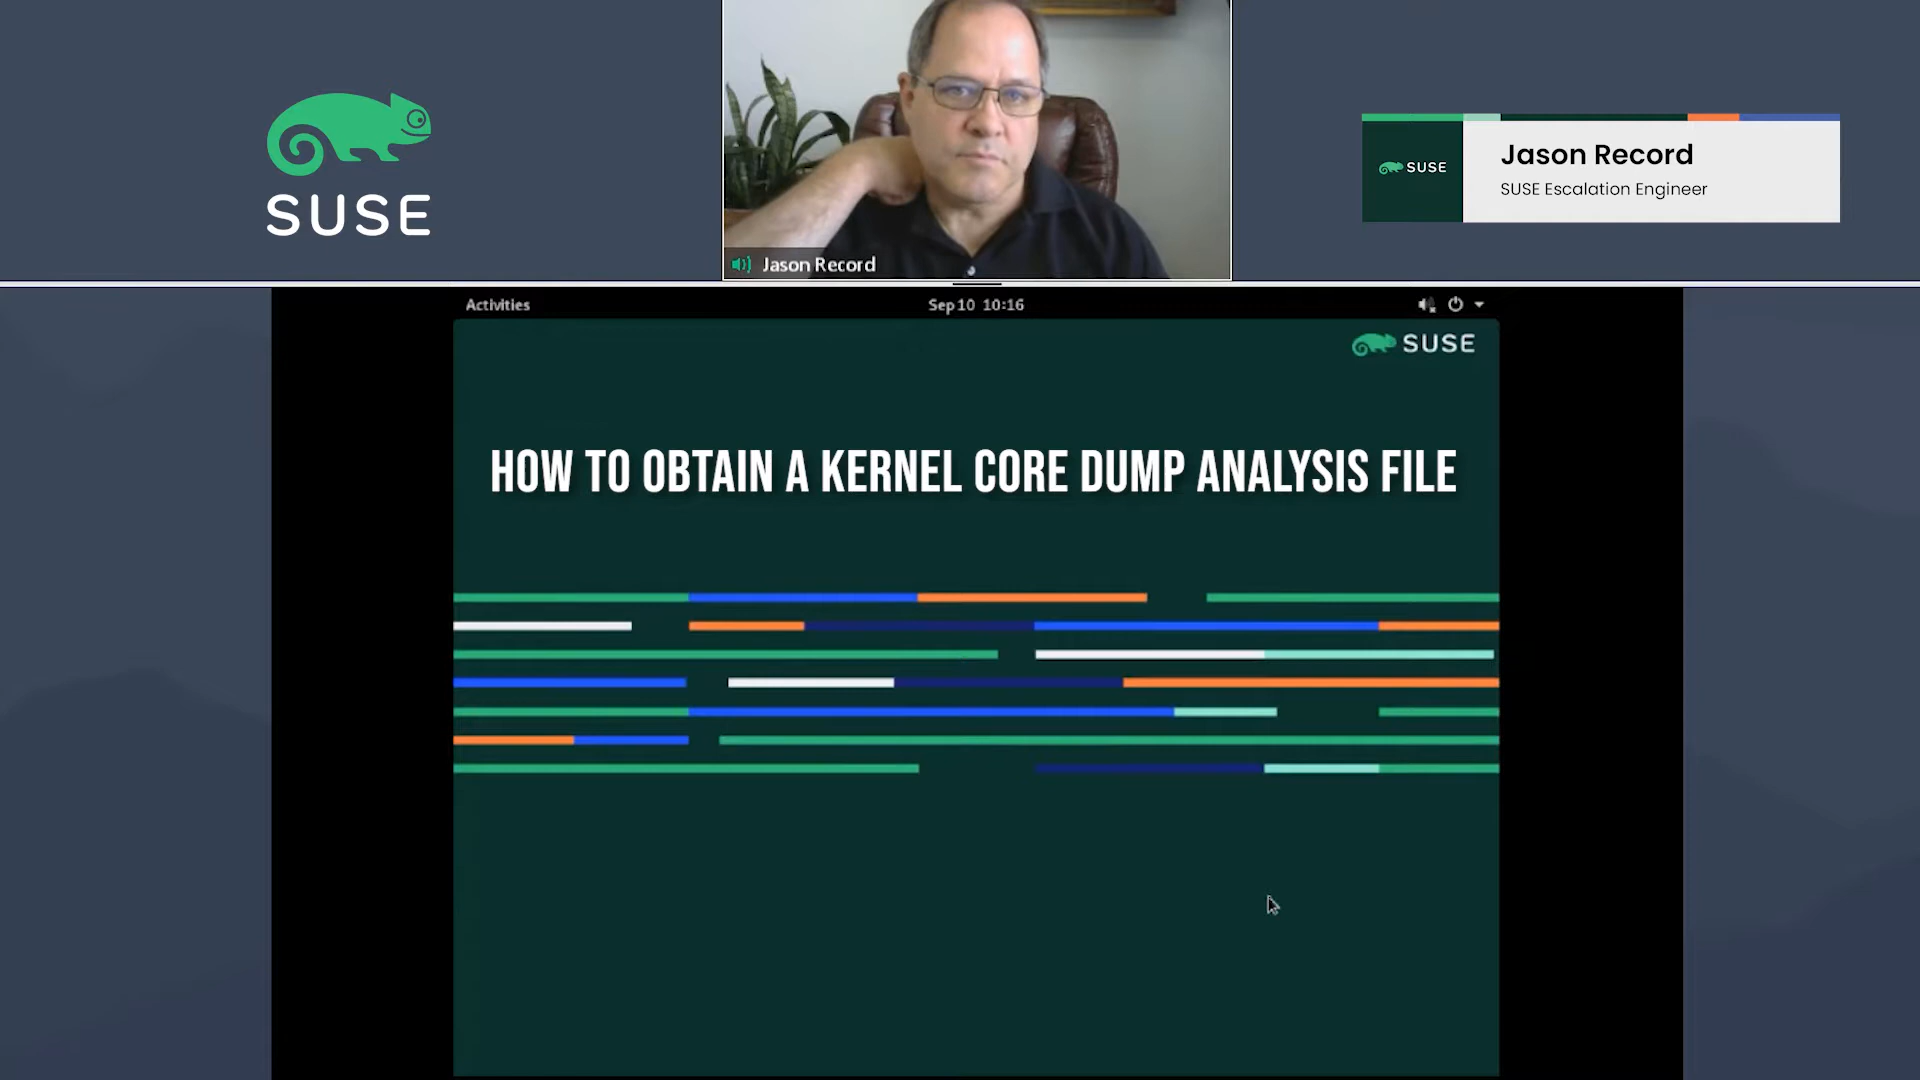 SUSE
Jason Record
SUSE
Jason Record
SUSE Escalation Engineer
Activities
Sep 10 10:16
SUSE
HOW TO OBTAIN A KERNEL CORE DUMP ANALYSIS FILE